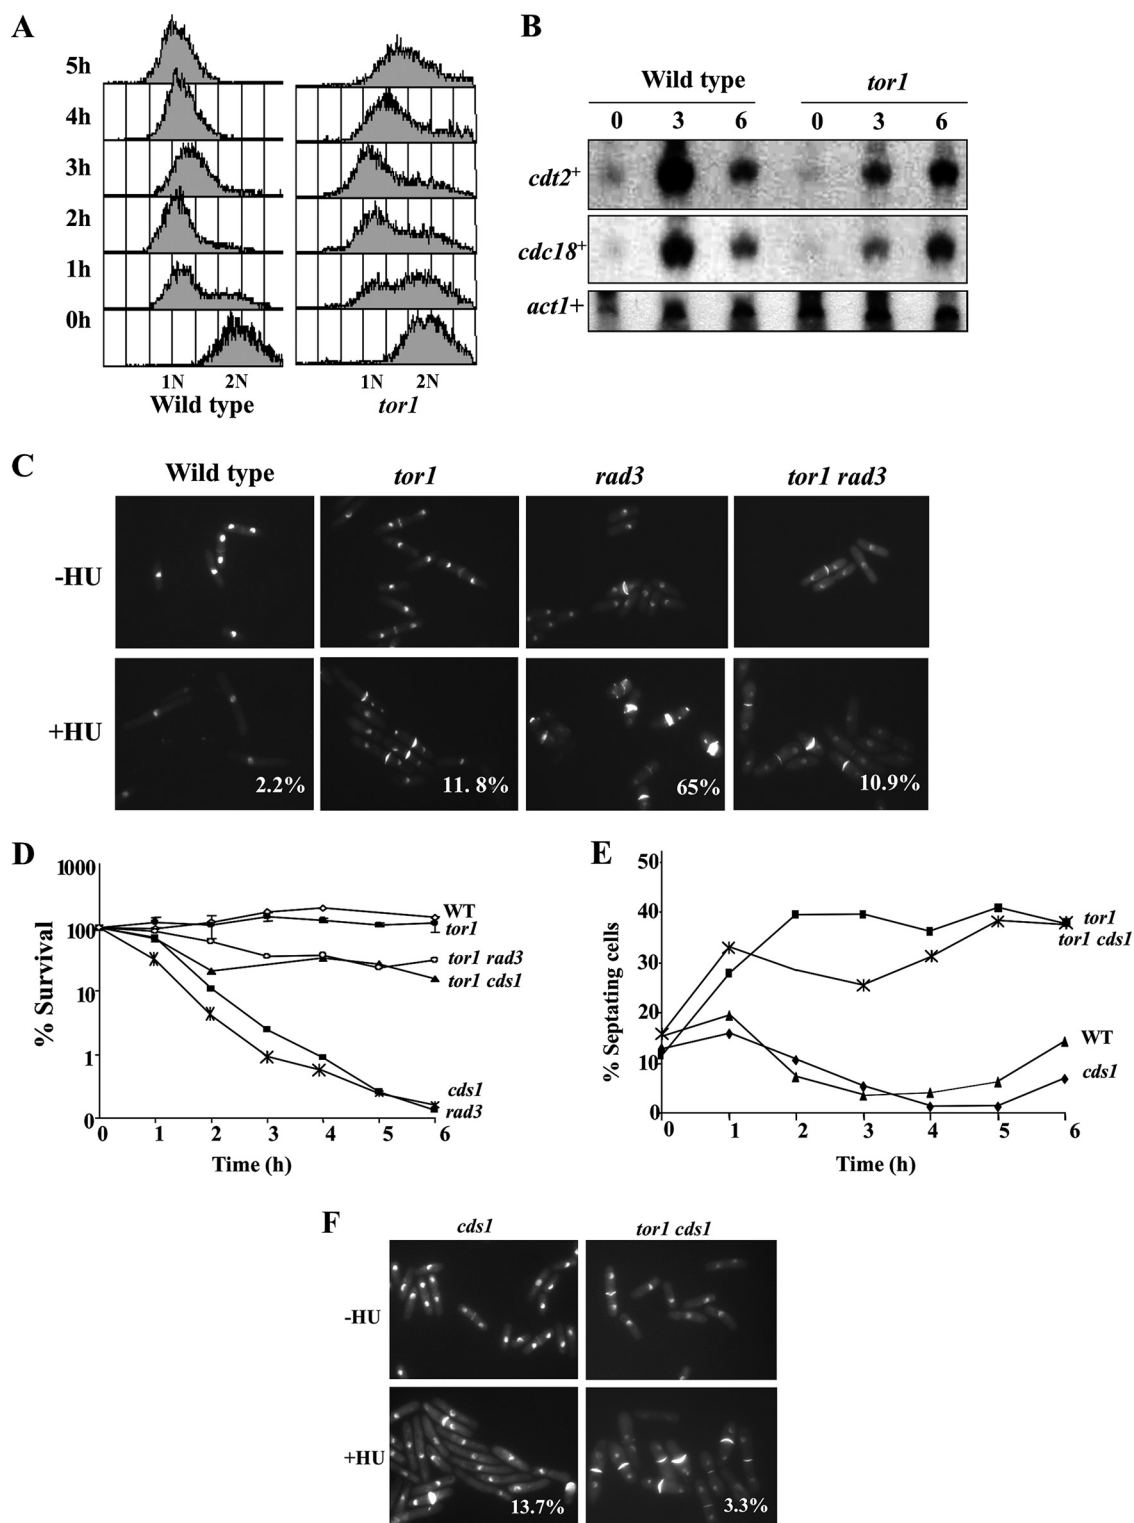 A
5h
4h
3h
2h
1h
0h
1N 2N 1N 2N
Wild type tor1
B
Wild type tor1
0 3 6 0 3 6
cdt2+
cdc18+
act1+
C
Wild type tor1 rad3 tor1 rad3
-HU
+HU
2.2% 11. 8% 65% 10.9%
D
1000
100
10
1
0
% Survival
0 1 2 3 4 5 6
Time (h)
WT
tor1
tor1 rad3
tor1 cds1
cds1
rad3
E
50
40
30
20
10
0
% Septating cells
0 1 2 3 4 5 6
Time (h)
tor1
tor1 cds1
WT
cds1
F
cds1 tor1 cds1
-HU
+HU
13.7% 3.3%